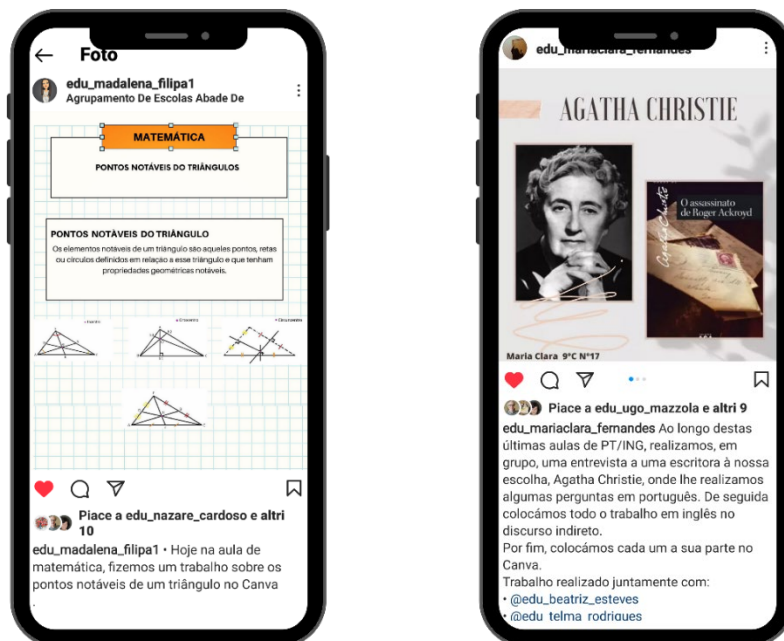 Foto
edu_madalena_filipa1
Agrupamento De Escolas Abade De
MATEMÁTICA
PONTOS NOTÁVEIS DO TRIÂNGULOS
PONTOS NOTÁVEIS DO TRIÂNGULO
Os elementos notáveis de um triângulo são aqueles pontos, retas
ou círculos definidos em relação a esse triângulo e que tenham
propriedades geométricas notáveis.
Piace a edu_nazare_cardoso e altri
10
edu_madalena_filipa1 • Hoje na aula de
matemática, fizemos um trabalho sobre os
pontos notáveis de um triângulo no Canva
.
edu_mariaclara_fernandes
AGATHA CHRISTIE
O assassinato
de Roger Ackroyd
Agatha Christie
Maria Clara 9ºC Nº17
Piace a edu_ugo_mazzola e altri 9
edu_mariaclara_fernandes Ao longo destas
últimas aulas de PT/ING, realizamos, em
grupo, uma entrevista a uma escritora à nossa
escolha, Agatha Christie, onde lhe realizamos
algumas perguntas em português. De seguida
colocámos todo o trabalho em inglês no
discurso indireto.
Por fim, colocámos cada um a sua parte no
Canva.
Trabalho realizado juntamente com:
• @edu_beatriz_esteves
• @edu_telma_rodrigues